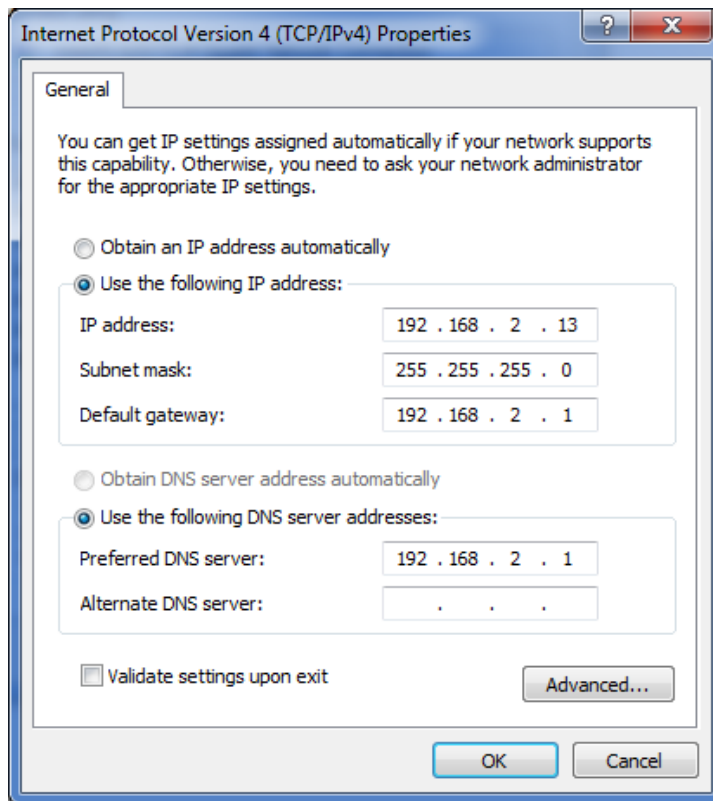 Internet Protocol Version 4 (TCP/IPv4) Properties
?
General
You can get IP settings assigned automatically if your network supports
this capability. Otherwise, you need to ask your network administrator
for the appropriate IP settings.
Obtain an IP address automatically
Use the following IP address:
IP address: 192 . 168 . 2 . 13
Subnet mask: 255 . 255 . 255 . 0
Default gateway: 192 . 168 . 2 . 1
Obtain DNS server address automatically
Use the following DNS server addresses:
Preferred DNS server: 192 . 168 . 2 . 1
Alternate DNS server: . . .
Validate settings upon exit
Advanced...
OK Cancel